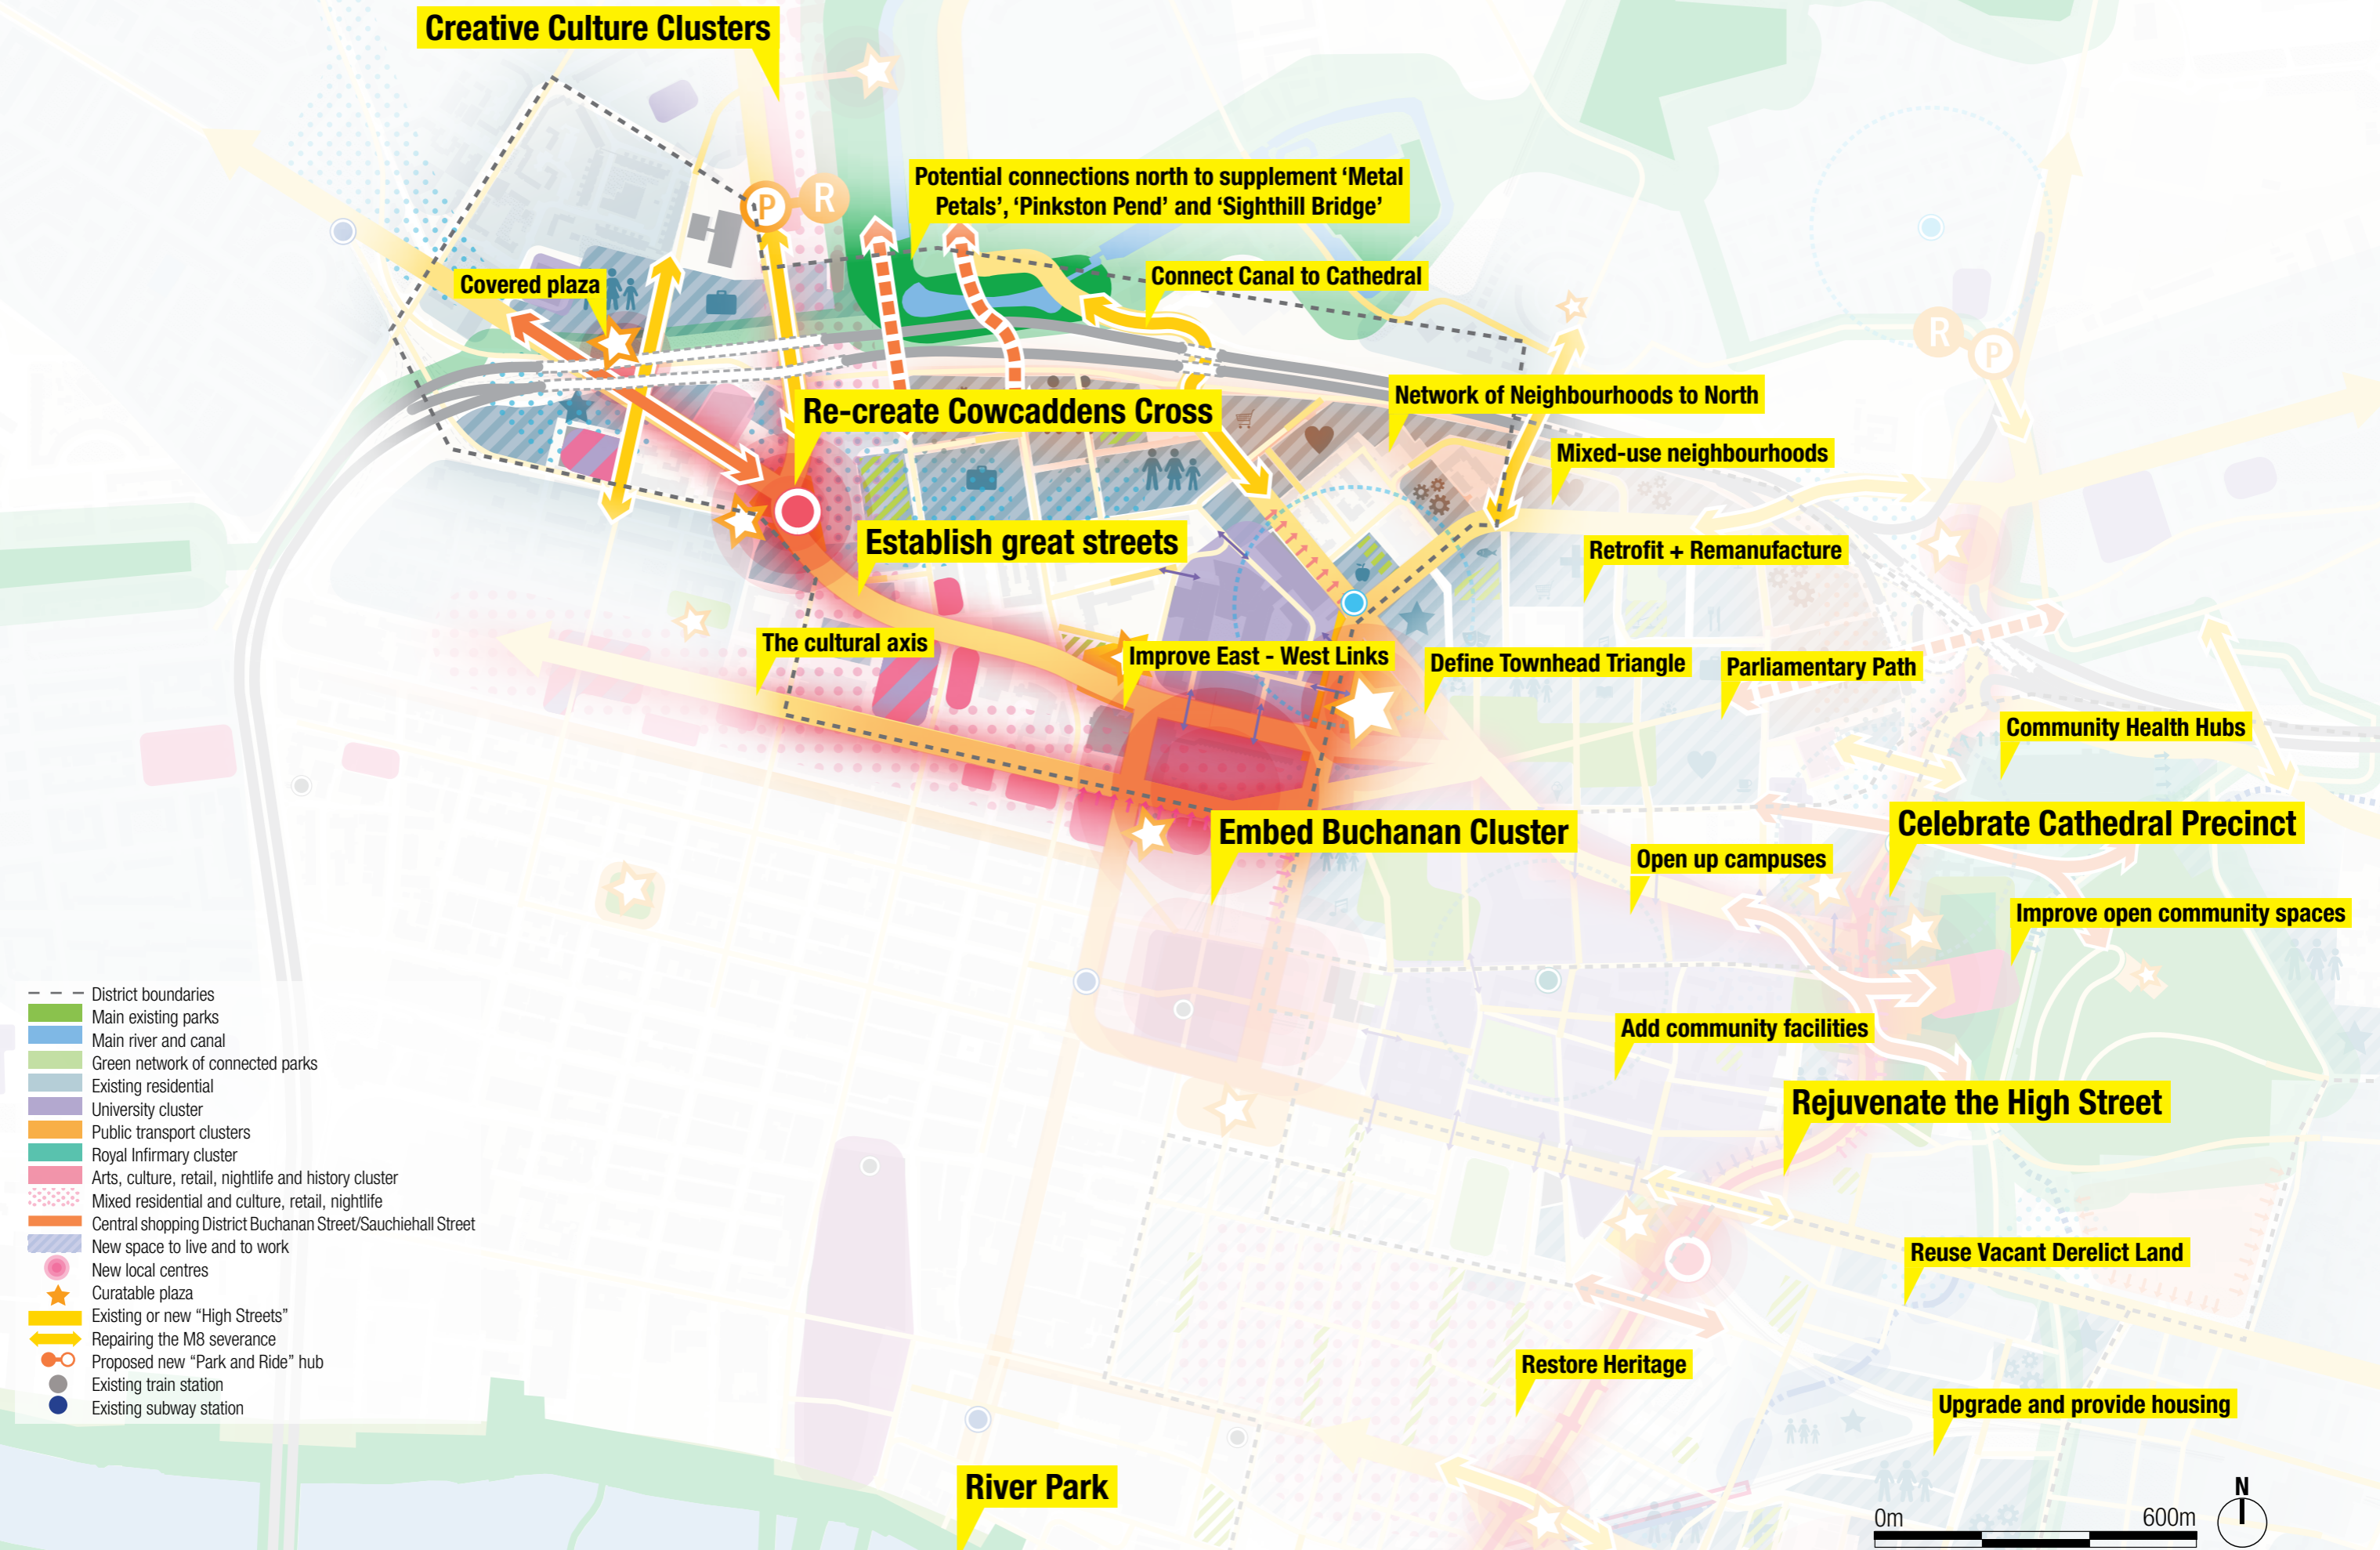 Creative Culture Clusters
Potential connections north to supplement ‘Metal
Petals’, ‘Pinkston Pend’ and ‘Sighthill Bridge’
P
R
Covered plaza
Connect Canal to Cathedral
R
P
Re-create Cowcaddens Cross
Network of Neighbourhoods to North
Mixed-use neighbourhoods
Establish great streets
Retrofit + Remanufacture
The cultural axis
Improve East - West Links
Define Townhead Triangle
Parliamentary Path
Community Health Hubs
Embed Buchanan Cluster
Celebrate Cathedral Precinct
Open up campuses
Improve open community spaces
Add community facilities
Rejuvenate the High Street
Reuse Vacant Derelict Land
Restore Heritage
Upgrade and provide housing
River Park
District boundaries
Main existing parks
Main river and canal
Green network of connected parks
Existing residential
University cluster
Public transport clusters
Royal Infirmary cluster
Arts, culture, retail, nightlife and history cluster
Mixed residential and culture, retail, nightlife
Central shopping District Buchanan Street/Sauchiehall Street
New space to live and to work
New local centres
Curatable plaza
Existing or new “High Streets”
Repairing the M8 severance
Proposed new “Park and Ride” hub
Existing train station
Existing subway station
0m
600m
N